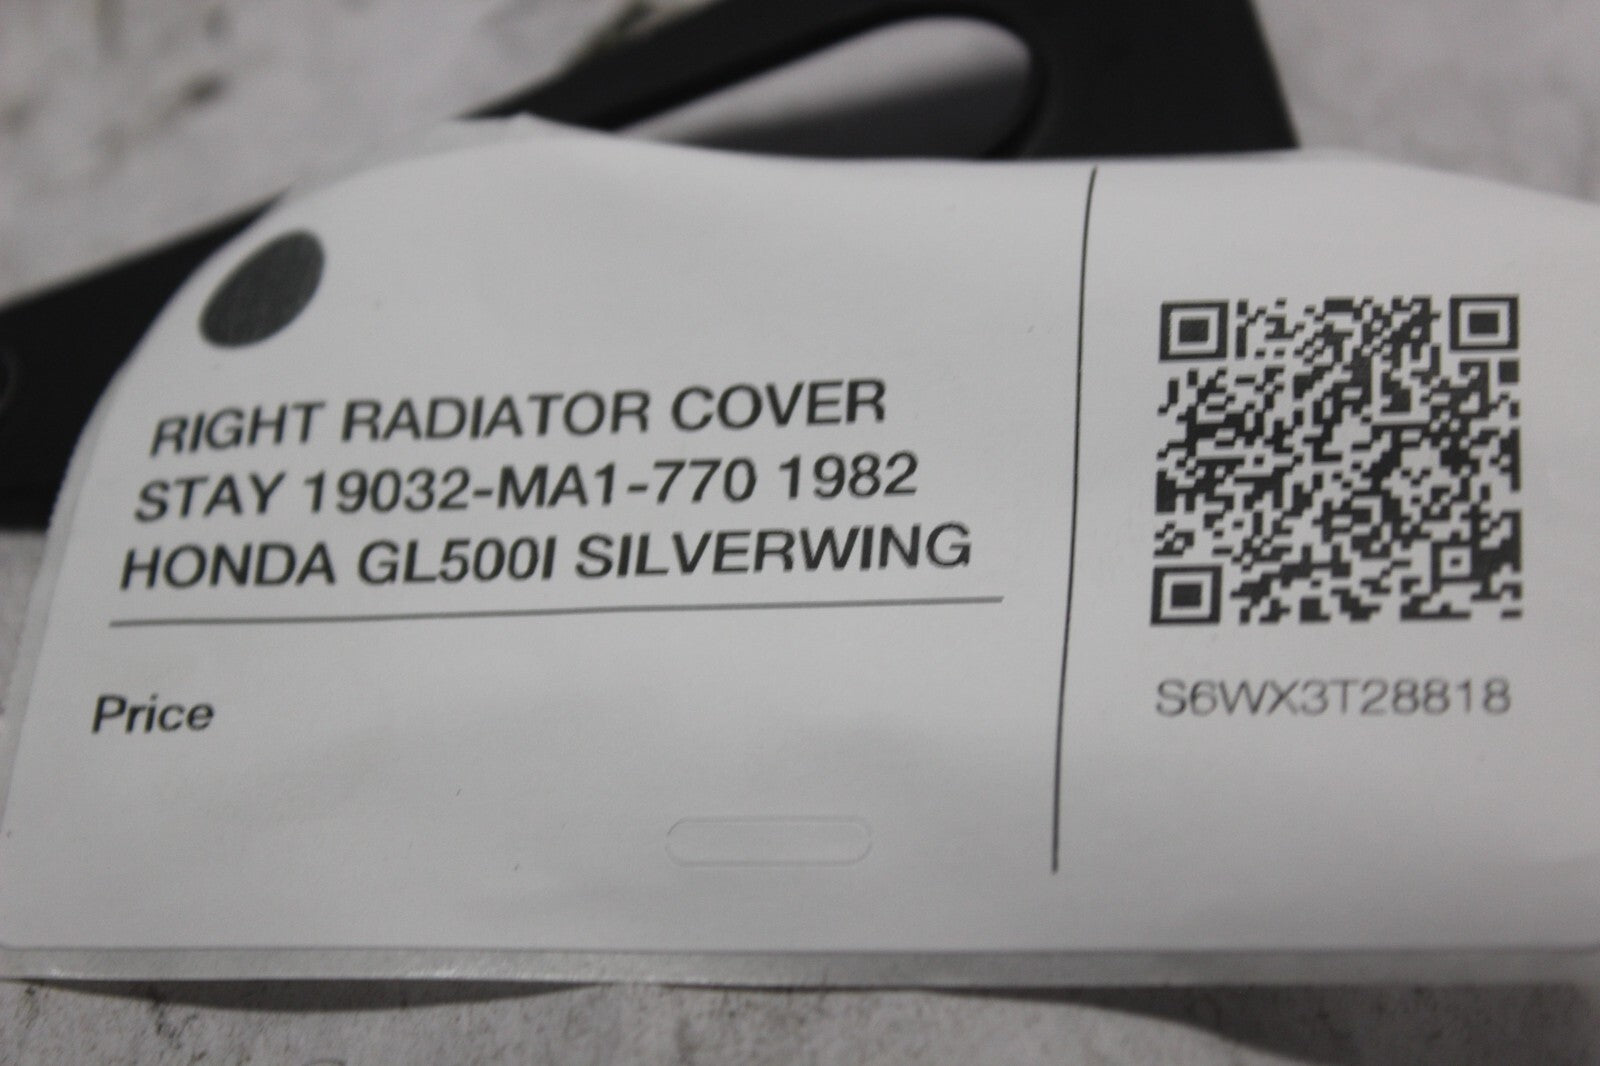 RIGHT RADIATOR COVER
STAY 19032-MA1-770 1982
HONDA GL500I SILVERWING
Price
S6WX3T28818